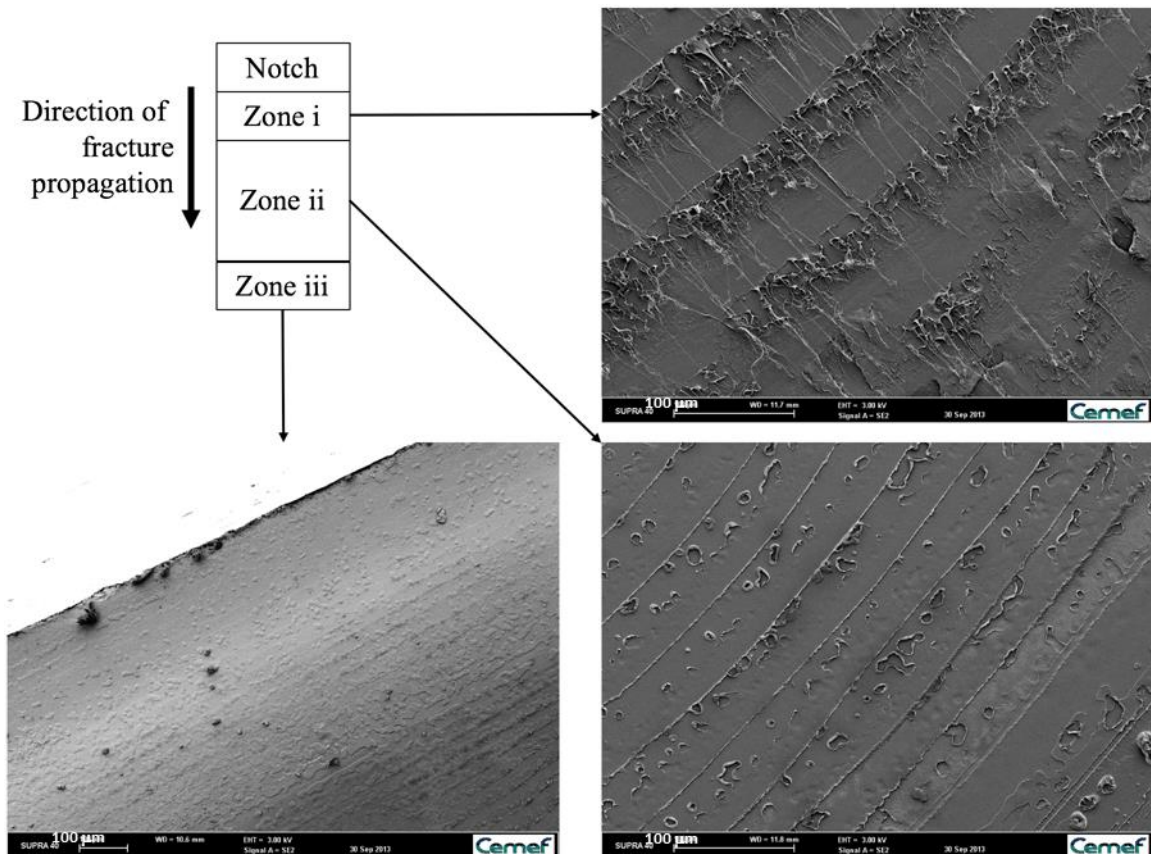 Notch
Direction of
fracture
propagation
Zone i
Zone ii
Zone iii
100 µm
WD = 11.7 mm
EHT = 3.00 kV
SUPRA 40
Signal A = SE2
30 Sep 2013
Cemef
100 µm
WD = 10.6 mm
EHT = 3.00 kV
SUPRA 40
Signal A = SE2
30 Sep 2013
Cemef
100 µm
WD = 11.8 mm
EHT = 3.00 kV
SUPRA 40
Signal A = SE2
30 Sep 2013
Cemef